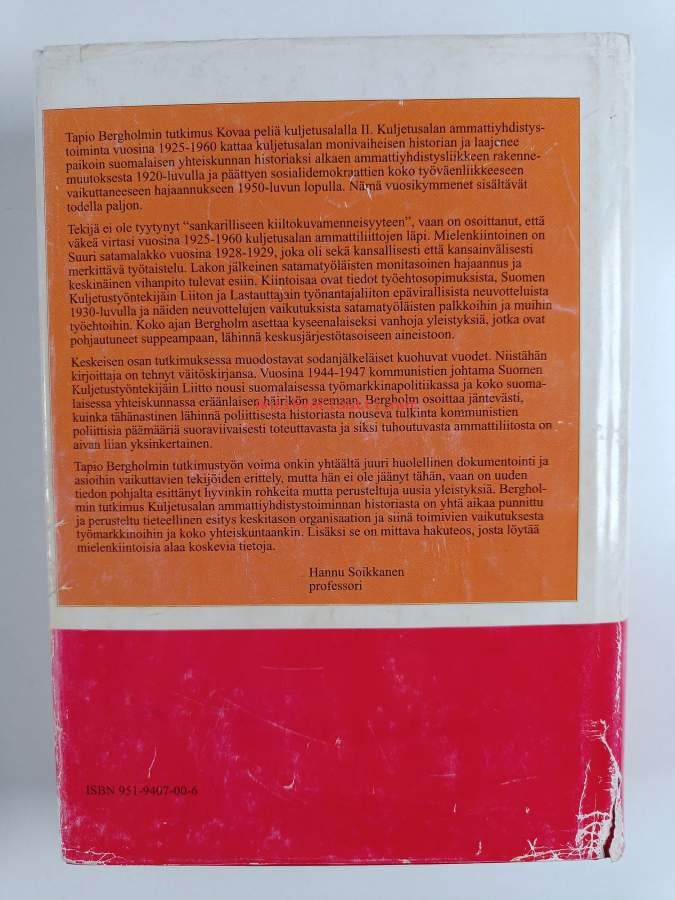 Tapio Bergholmin tutkimus Kovaa peliä kuljetusalalla II. Kuljetusalan ammattiyhdistys-
toiminta vuosina 1925-1960 kattaa kuljetusalan monivaiheisen historian ja laajenee
paikoin suomalaisen yhteiskunnan historiaksi alkaen ammattiyhdistysliikkeen rakenne-
muutoksesta 1920-luvulla ja päättyen sosialidemokraattien koko työväenliikkeeseen
vaikuttaneeseen hajaannukseen 1950-luvun lopulla. Nämä vuosikymmenet sisältävät
todella paljon.
Tekijä ei ole tyytynyt “sankarilliseen kiiltokuvamenneisyyteen”, vaan on osoittanut, että
väkeä virtasi vuosina 1925-1960 kuljetusalan ammattiliittojen läpi. Mielenkiintoinen on
Suuri satamalakko vuosina 1928-1929, joka oli sekä kansallisesti että kansainvälisesti
merkittävä työtaistelu. Lakon jälkeinen satamatyöläisten monitasoinen hajaannus ja
keskinäinen vihanpito tulevat esiin. Kiintoisaa ovat tiedot työehtosopimuksista, Suomen
Kuljetustyöntekijäin Liiton ja Lastauttajain työnantajaliiton epävirallisista neuvotteluista
1930-luvulla ja näiden neuvottelujen vaikutuksista satamatyöläisten palkkoihin ja muihin
työehtoihin. Koko ajan Bergholm asettaa kyseenalaiseksi vanhoja yleistyksiä, jotka ovat
pohjautuneet suppeampaan, lähinnä keskusjärjestötasoiseen aineistoon.
Keskeisen osan tutkimuksessa muodostavat sodanjälkeläiset kuohuvat vuodet. Niistähän
kirjoittaja on tehnyt väitöskirjansa. Vuosina 1944-1947 kommunistien johtama Suomen
Kuljetustyöntekijäin Liitto nousi suomalaisessa työmarkkinapolitiikassa ja koko suoma-
laisessa yhteiskunnassa eräänlaisen häirikön asemaan. Bergholm osoittaa jäntevästi,
kuinka tähänastinen lähinnä poliittisesta historiasta nouseva tulkinta kommunistien
poliittisia päämääriä suoraviivaisesti toteuttavasta ja siksi tuhoutuvasta ammattiliitosta on
aivan liian yksinkertainen.
Tapio Bergholmin tutkimustyön voima onkin yhtäältä juuri huolellinen dokumentointi ja
asioihin vaikuttavien tekijöiden erittely, mutta hän ei ole jäänyt tähän, vaan on uuden
tiedon pohjalta esittänyt hyvinkin rohkeita mutta perusteltuja uusia yleistyksiä. Berghol-
min tutkimus Kuljetusalan ammattiyhdistystoiminnan historiasta on yhtä aikaa punnittu
ja perusteltu tieteellinen esitys keskitason organisaation ja siinä toimivien vaikutuksesta
työmarkkinoihin ja koko yhteiskuntaankin. Lisäksi se on mittava hakuteos, josta löytää
mielenkiintoisia alaa koskevia tietoja.
Hannu Soikkanen
professori
ISBN 951-9407-00-6